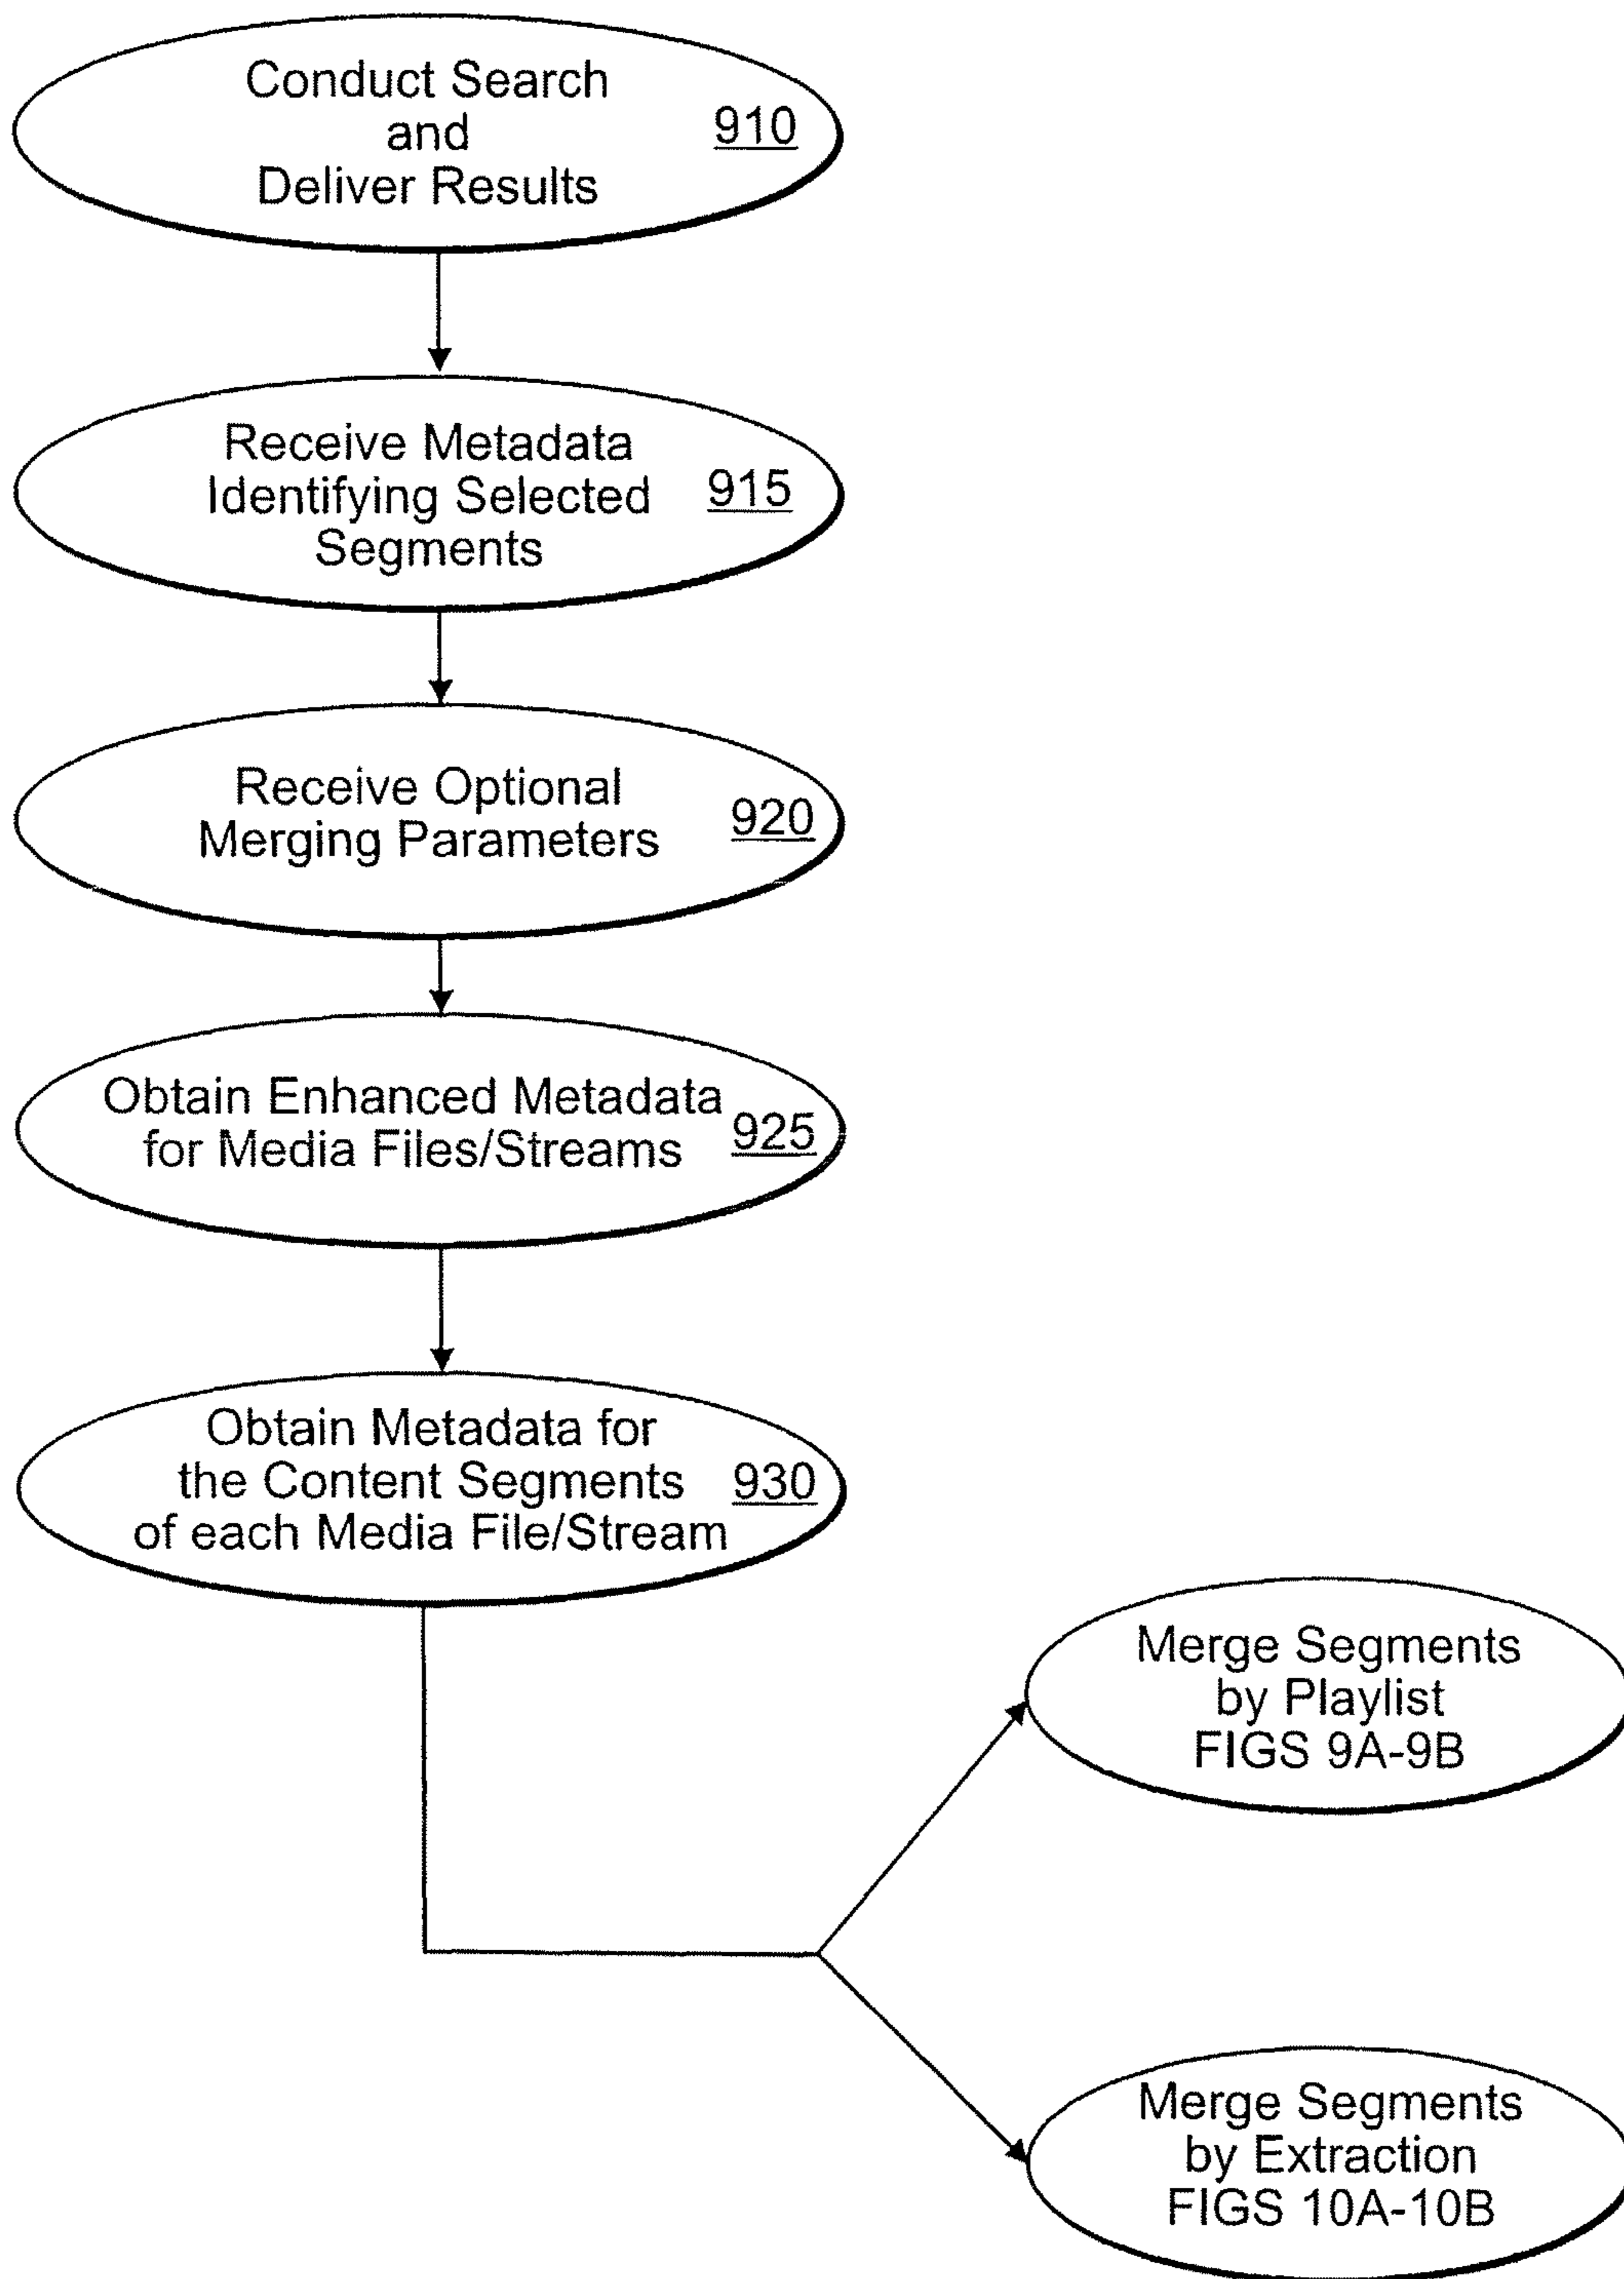 Conduct Search
and
Deliver Results
910
Receive Metadata
Identifying Selected
Segments
915
Receive Optional
Merging Parameters
920
Obtain Enhanced Metadata
for Media Files/Streams
925
Obtain Metadata for
the Content Segments
of each Media File/Stream
930
Merge Segments
by Playlist
FIGS 9A-9B
Merge Segments
by Extraction
FIGS 10A-10B